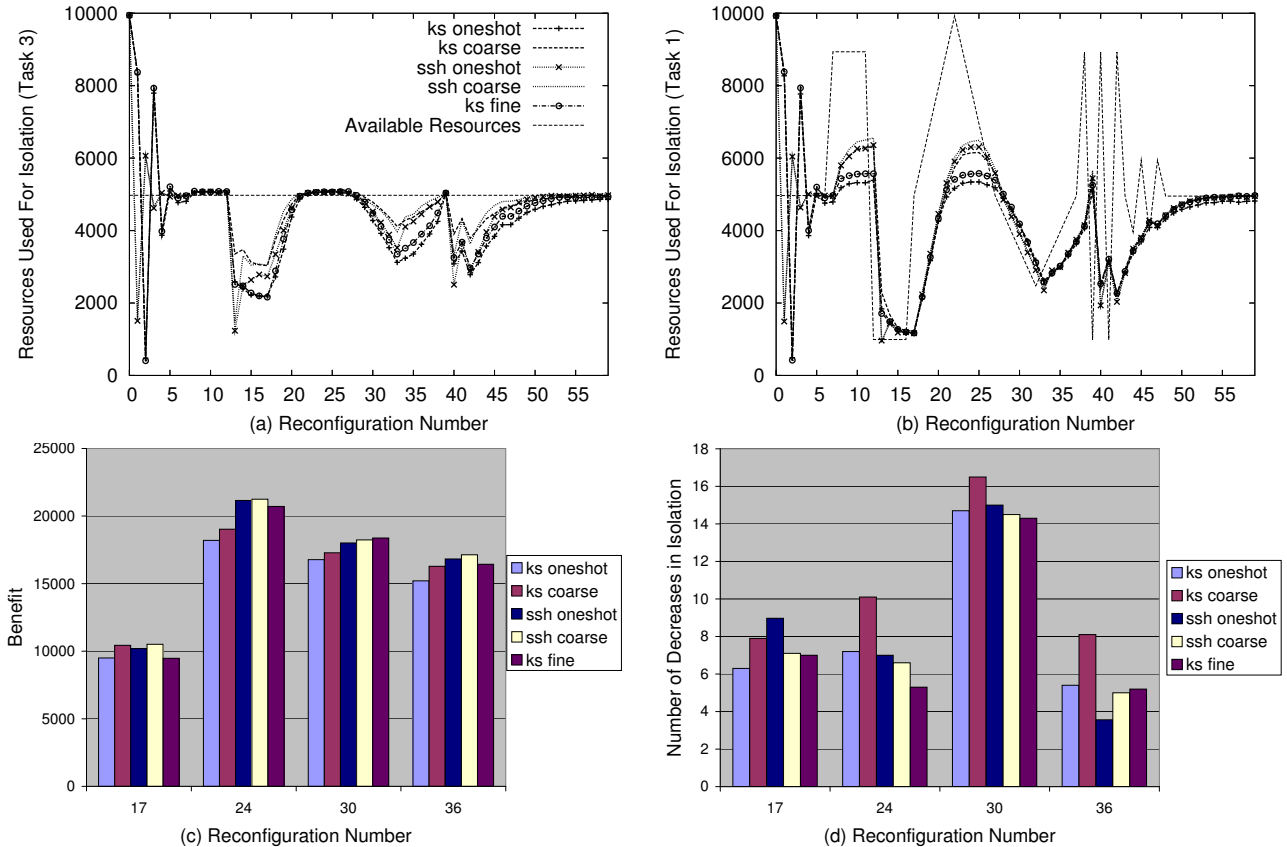 Resources Used For Isolation (Task 3)
10000
8000
6000
4000
2000
0
ks oneshot
ks coarse
ssh oneshot
ssh coarse
ks fine
Available Resources
0 5 10 15 20 25 30 35 40 45 50 55
(a) Reconfiguration Number
Resources Used For Isolation (Task 1)
10000
8000
6000
4000
2000
0
0 5 10 15 20 25 30 35 40 45 50 55
(b) Reconfiguration Number
Benefit
25000
20000
15000
10000
5000
0
17 24 30 36
(c) Reconfiguration Number
ks oneshot
ks coarse
ssh oneshot
ssh coarse
ks fine
Number of Decreases in Isolation
18
16
14
12
10
8
6
4
2
0
17 24 30 36
(d) Reconfiguration Number
ks oneshot
ks coarse
ssh oneshot
ssh coarse
ks fine